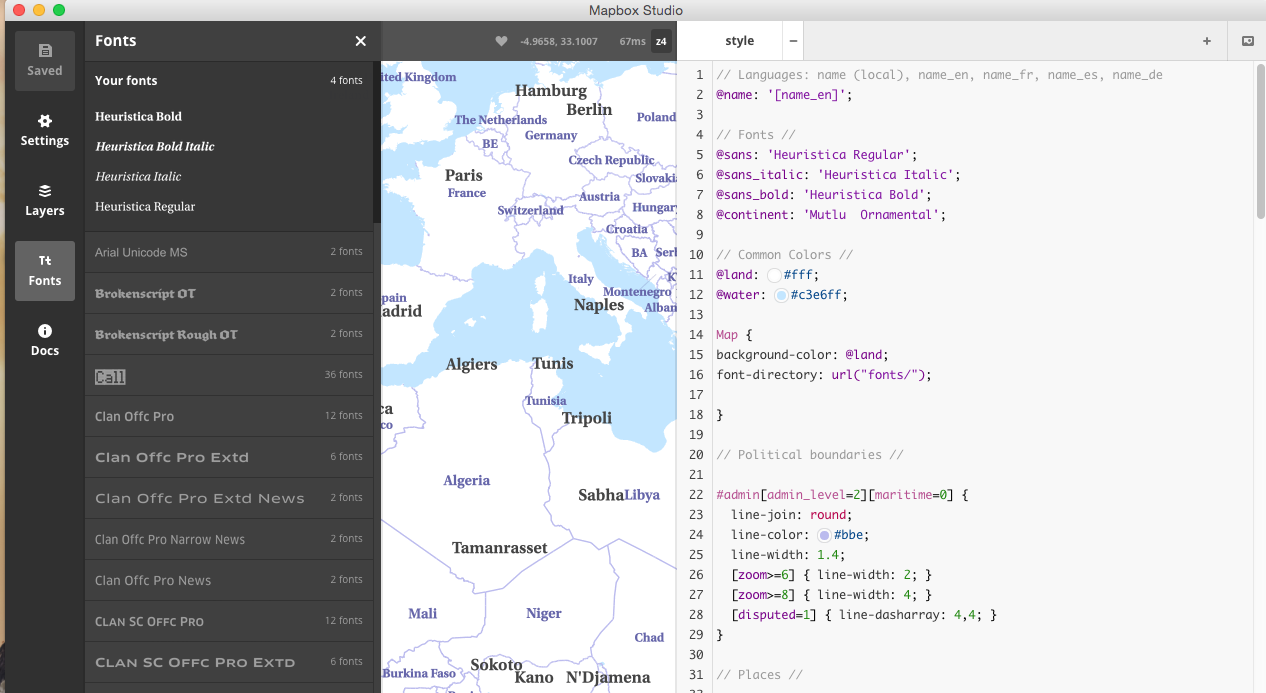 Mapbox Studio
Saved
Settings
Layers
Tt
Fonts
Docs
Fonts
Your fonts 4 fonts
Heuristica Bold
Heuristica Bold Italic
Heuristica Italic
Heuristica Regular
Arial Unicode MS 2 fonts
Brokenscript OT 2 fonts
Brokenscript Rough OT 2 fonts
Call 36 fonts
Clan Offc Pro 12 fonts
Clan Offc Pro Extd 6 fonts
Clan Offc Pro Extd News 2 fonts
Clan Offc Pro Narrow News 2 fonts
Clan Offc Pro News 2 fonts
Clan SC Offc Pro 12 fonts
Clan SC Offc Pro Extd 6 fonts
-4.9658, 33.1007 67ms z4
ited Kingdom
Hamburg
Berlin
The Netherlands
Poland
Germany
BE
Czech Republic
Paris
Slovaki
France
Austria
Switzerland
Hungar
Croatia
BA Ser
Italy
K
Montenegro
pain
Naples
Alban
adrid
Algiers
Tunis
Tunisia
ca
Tripoli
co
Algeria
Sabha
Libya
Tamanrasset
Mali
Niger
Chad
Sokoto
Burkina Faso
Kano
N'Djamena
style − +
1 // Languages: name (local), name_en, name_fr, name_es, name_de
2 @name: '[name_en]';
3
4 // Fonts //
5 @sans: 'Heuristica Regular';
6 @sans_italic: 'Heuristica Italic';
7 @sans_bold: 'Heuristica Bold';
8 @continent: 'Mutlu  Ornamental';
9
10 // Common Colors //
11 @land: #fff;
12 @water: #c3e6ff;
13
14 Map {
15 background-color: @land;
16 font-directory: url("fonts/");
17
18 }
19
20 // Political boundaries //
21
22 #admin[admin_level=2][maritime=0] {
23 line-join: round;
24 line-color: #bbe;
25 line-width: 1.4;
26 [zoom>=6] { line-width: 2; }
27 [zoom>=8] { line-width: 4; }
28 [disputed=1] { line-dasharray: 4,4; }
29 }
30
31 // Places //